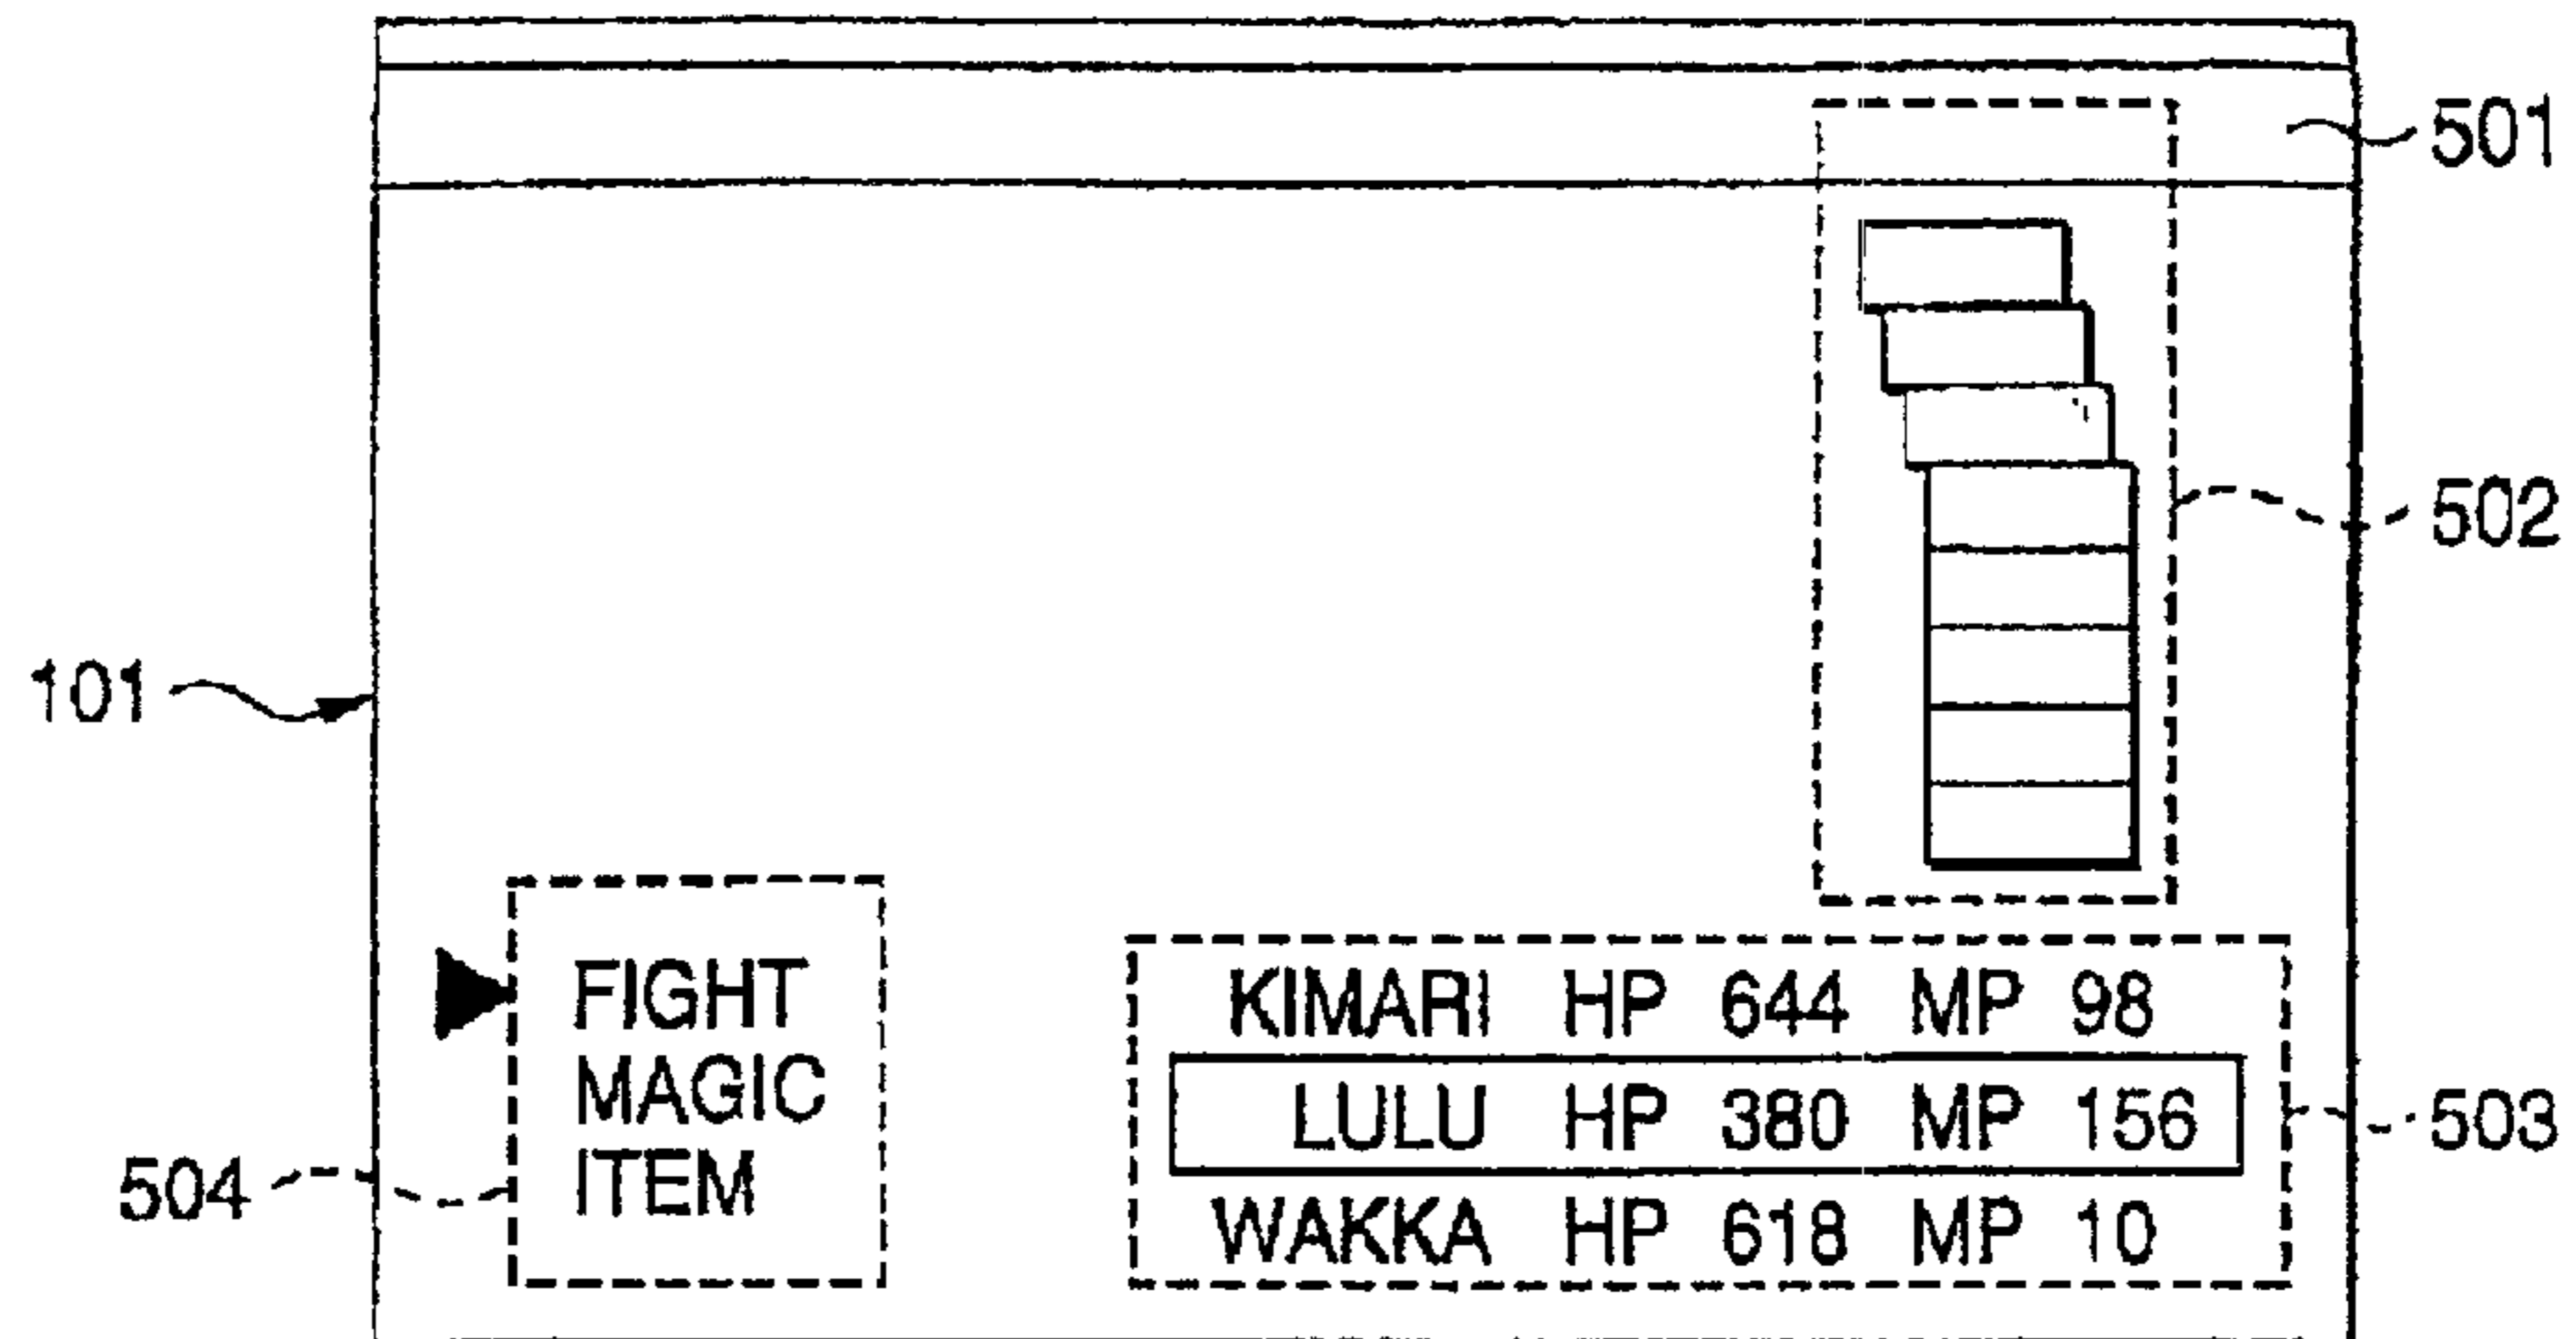 501
502
101
FIGHT
MAGIC
ITEM
504
KIMARI HP 644 MP 98
LULU HP 380 MP 156
WAKKA HP 618 MP 10
503